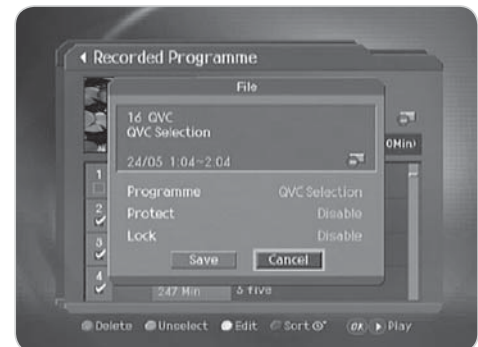 Recorded Programme
File
16 QVC
QVC Selection
24/05 1:04~2:04
0Min)
Programme QVC Selection
Protect Disable
Lock Disable
Save Cancel
1
2
3
4
247 Min 5 five
Delete Unselect Edit Sort OK Play